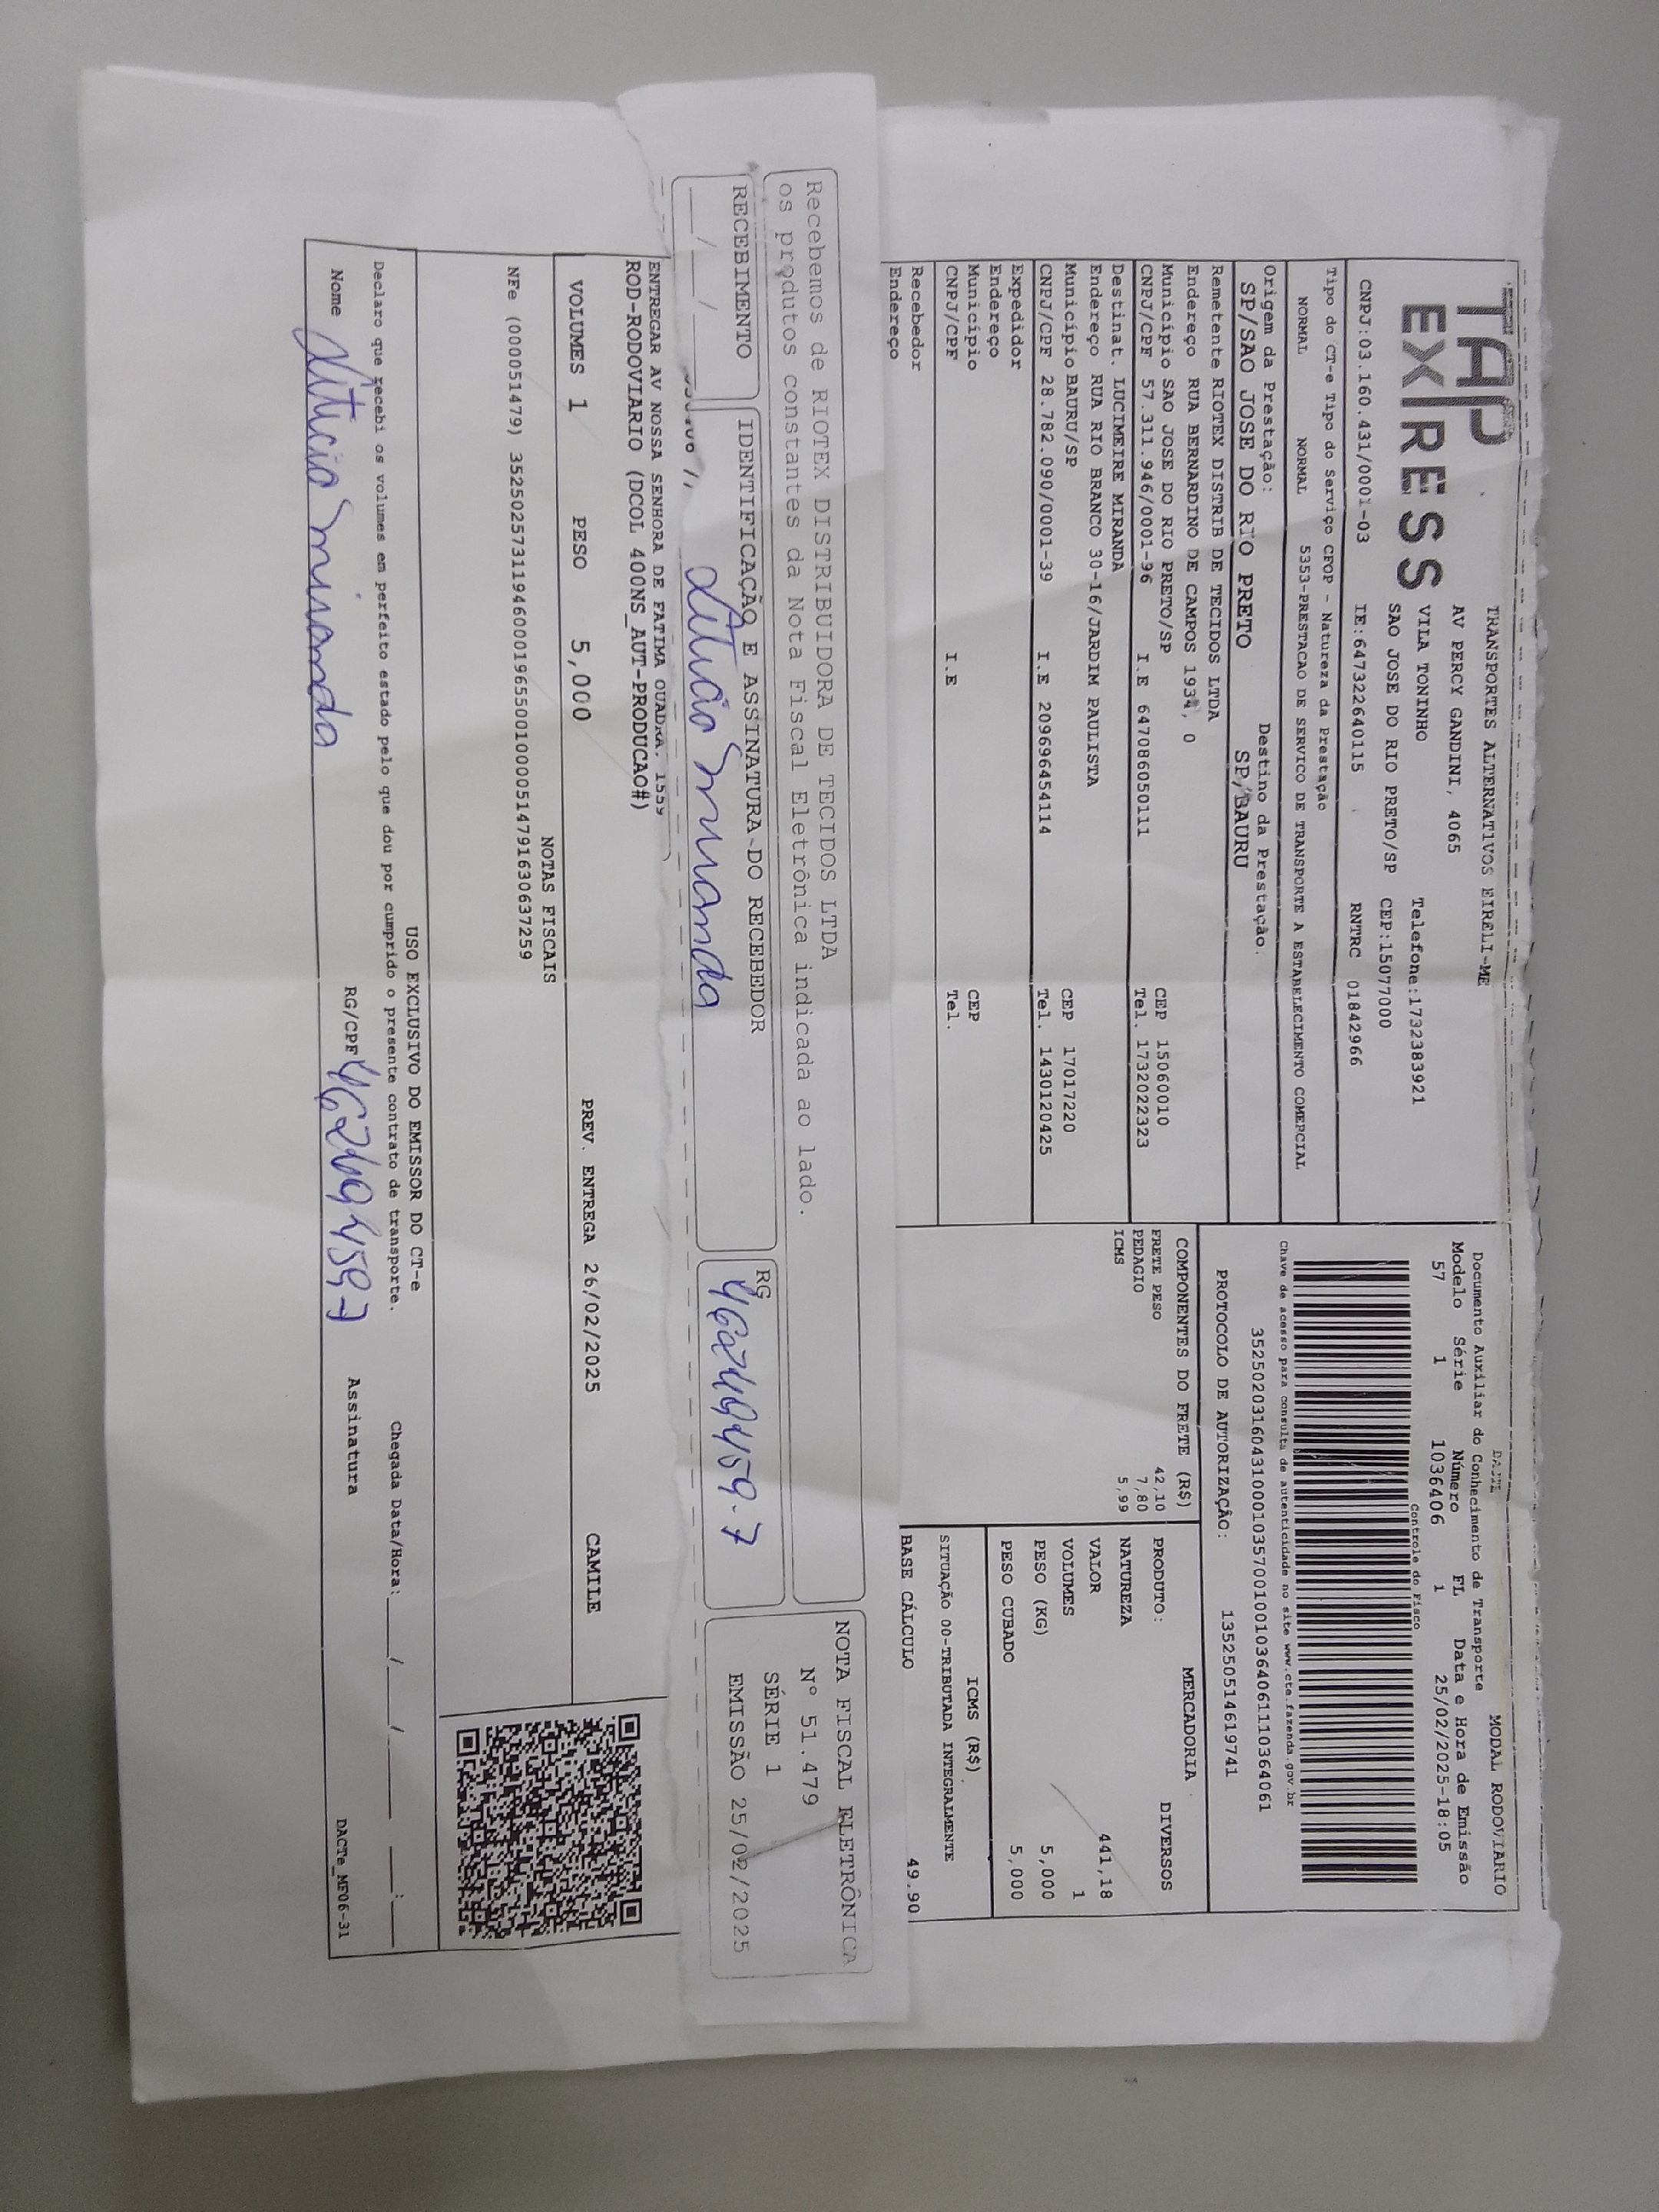 TAP
EXPRESS
TRANSPORTES ALTERNATIVOS EIRELI-ME
AV PERCY GANDINI, 4065
VILA TONINHO Telefone:1732383921
SAO JOSE DO RIO PRETO/SP CEP:15077000
CNPJ:03.160.431/0001-03 IE:647322640115 RNTRC 01842966
Tipo do CT-e Tipo do Serviço CFOP - Natureza da Prestação
NORMAL NORMAL 5353-PRESTACAO DE SERVICO DE TRANSPORTE A ESTABELECIMENTO COMERCIAL
Origem da Prestação: Destino da Prestação.
SP/SAO JOSE DO RIO PRETO SP/BAURU
Remetente RIOTEX DISTRIB DE TECIDOS LTDA
Endereço RUA BERNARDINO DE CAMPOS 1934, 0
Município SAO JOSE DO RIO PRETO/SP CEP 15060010
CNPJ/CPF 57.311.946/0001-96 I.E 647086050111 Tel. 1732022323
Destinat. LUCIMEIRE MIRANDA
Endereço RUA RIO BRANCO 30-16/JARDIM PAULISTA
Município BAURU/SP CEP 17017220
CNPJ/CPF 28.782.090/0001-39 I.E 209696454114 Tel. 1430120425
Expedidor
Endereço
Município CEP
CNPJ/CPF I.E Tel.
Recebedor
Endereço
DACTE MODAL RODOVIARIO
Documento Auxiliar do Conhecimento de Transporte
Modelo Série Número FL Data e Hora de Emissão
57 1 1036406 1 25/02/2025-18:05
Controle do Fisco
Chave de acesso para consulta de autenticidade no site www.cte.fazenda.gov.br
35250203160431000103570010010364061110364061
PROTOCOLO DE AUTORIZAÇÃO: 135250514619741
COMPONENTES DO FRETE (R$)
FRETE PESO 42,10
PEDAGIO 7,80
ICMS 5,99
MERCADORIA
PRODUTO: DIVERSOS
NATUREZA
VALOR 441,18
VOLUMES 1
PESO (KG) 5,000
PESO CUBADO 5,000
ICMS (R$)
SITUAÇÃO 00-TRIBUTADA INTEGRALMENTE
BASE CÁLCULO 49,90
Recebemos de RIOTEX DISTRIBUIDORA DE TECIDOS LTDA
os produtos constantes da Nota Fiscal Eletrônica indicada ao lado.
RECEBIMENTO IDENTIFICAÇÃO E ASSINATURA DO RECEBEDOR RG
Letícia Miranda 46249459-7
NOTA FISCAL ELETRÔNICA
Nº 51.479
SÉRIE 1
EMISSÃO 25/02/2025
ENTREGAR AV NOSSA SENHORA DE FATIMA QUADRA, 1559
ROD-RODOVIARIO (DCOL 400NS_AUT-PRODUCAO#)
VOLUMES 1 PESO 5,000 PREV. ENTREGA 26/02/2025 CAMILE
NOTAS FISCAIS
NFe (000051479) 35250257311946000196550010000514791630637259
USO EXCLUSIVO DO EMISSOR DO CT-e
Declaro que recebi os volumes em perfeito estado pelo que dou por cumprido o presente contrato de transporte. Chegada Data/Hora:___/___/___ __:__
Nome Letícia Miranda RG/CPF 462494597 Assinatura
DACTe_MF06-31